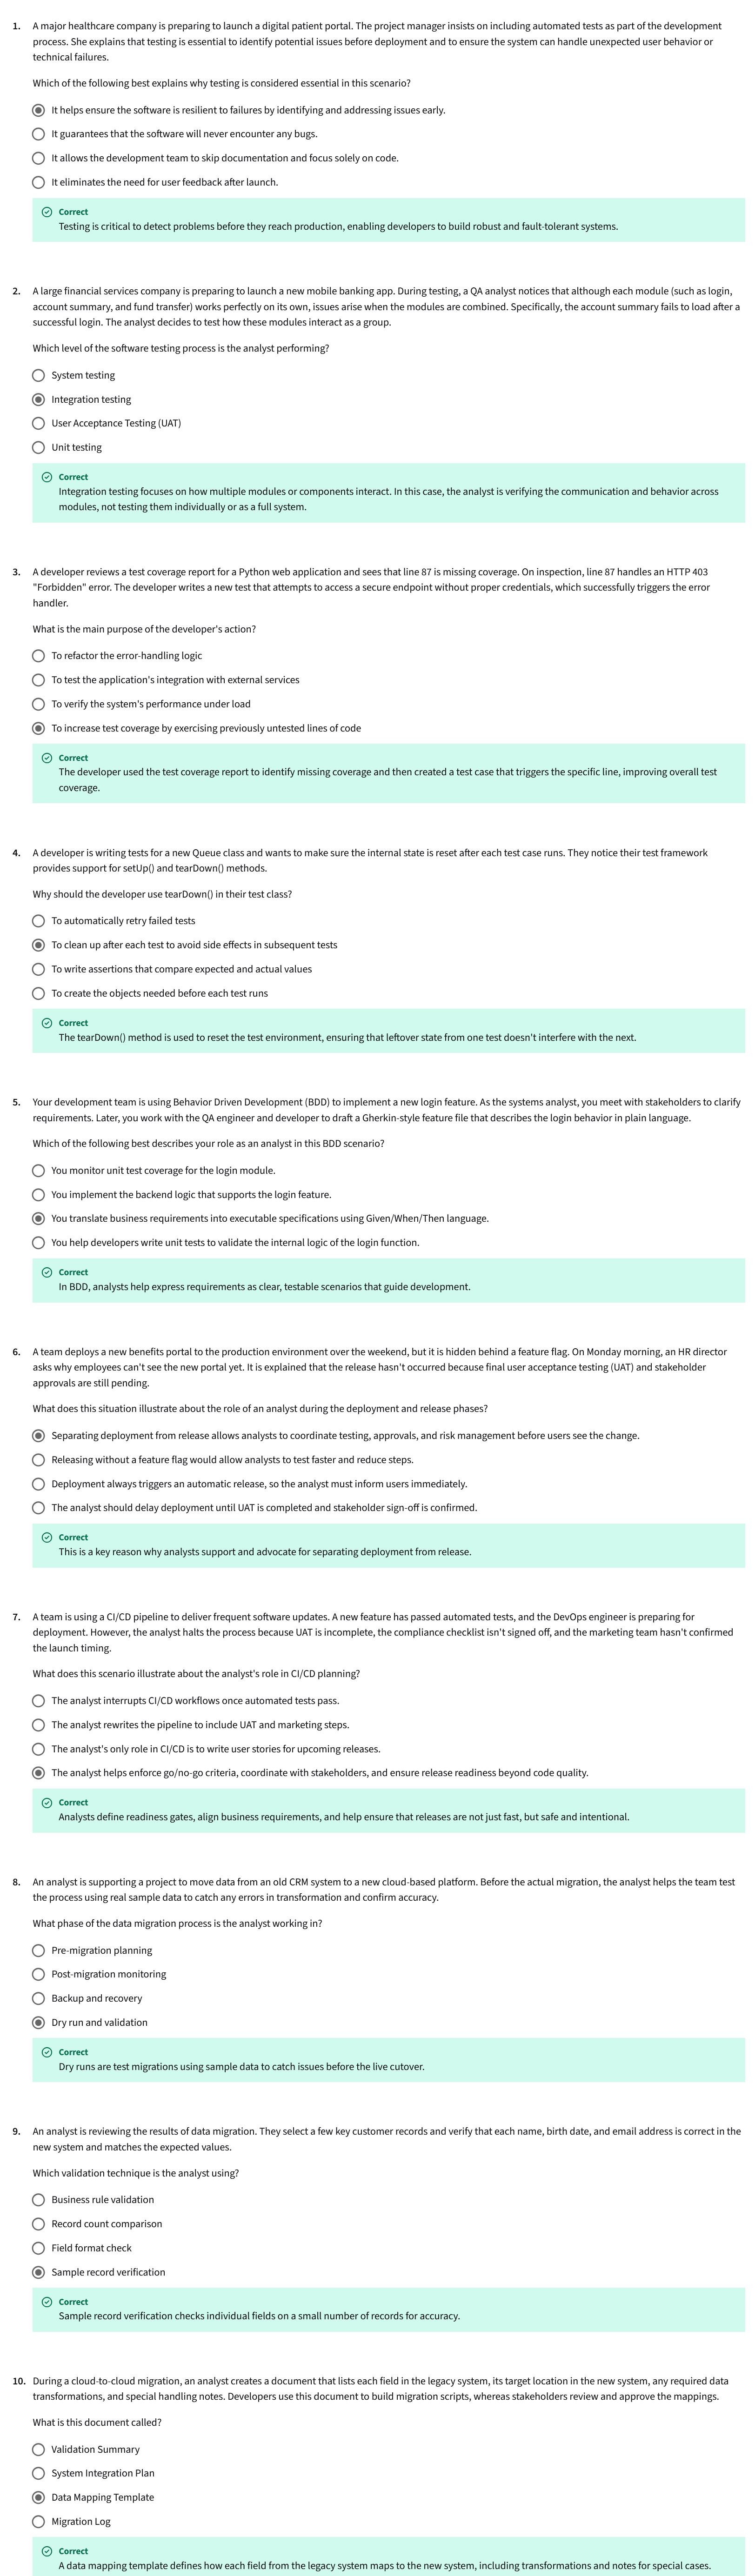 1. A major healthcare company is preparing to launch a digital patient portal. The project manager insists on including automated tests as part of the development
process. She explains that testing is essential to identify potential issues before deployment and to ensure the system can handle unexpected user behavior or
technical failures.
Which of the following best explains why testing is considered essential in this scenario?
It helps ensure the software is resilient to failures by identifying and addressing issues early.
It guarantees that the software will never encounter any bugs.
It allows the development team to skip documentation and focus solely on code.
It eliminates the need for user feedback after launch.
Correct
Testing is critical to detect problems before they reach production, enabling developers to build robust and fault-tolerant systems.
2. A large financial services company is preparing to launch a new mobile banking app. During testing, a QA analyst notices that although each module (such as login,
account summary, and fund transfer) works perfectly on its own, issues arise when the modules are combined. Specifically, the account summary fails to load after a
successful login. The analyst decides to test how these modules interact as a group.
Which level of the software testing process is the analyst performing?
System testing
Integration testing
User Acceptance Testing (UAT)
Unit testing
Correct
Integration testing focuses on how multiple modules or components interact. In this case, the analyst is verifying the communication and behavior across
modules, not testing them individually or as a full system.
3. A developer reviews a test coverage report for a Python web application and sees that line 87 is missing coverage. On inspection, line 87 handles an HTTP 403
"Forbidden" error. The developer writes a new test that attempts to access a secure endpoint without proper credentials, which successfully triggers the error
handler.
What is the main purpose of the developer's action?
To refactor the error-handling logic
To test the application's integration with external services
To verify the system's performance under load
To increase test coverage by exercising previously untested lines of code
Correct
The developer used the test coverage report to identify missing coverage and then created a test case that triggers the specific line, improving overall test
coverage.
4. A developer is writing tests for a new Queue class and wants to make sure the internal state is reset after each test case runs. They notice their test framework
provides support for setUp() and tearDown() methods.
Why should the developer use tearDown() in their test class?
To automatically retry failed tests
To clean up after each test to avoid side effects in subsequent tests
To write assertions that compare expected and actual values
To create the objects needed before each test runs
Correct
The tearDown() method is used to reset the test environment, ensuring that leftover state from one test doesn't interfere with the next.
5. Your development team is using Behavior Driven Development (BDD) to implement a new login feature. As the systems analyst, you meet with stakeholders to clarify
requirements. Later, you work with the QA engineer and developer to draft a Gherkin-style feature file that describes the login behavior in plain language.
Which of the following best describes your role as an analyst in this BDD scenario?
You monitor unit test coverage for the login module.
You implement the backend logic that supports the login feature.
You translate business requirements into executable specifications using Given/When/Then language.
You help developers write unit tests to validate the internal logic of the login function.
Correct
In BDD, analysts help express requirements as clear, testable scenarios that guide development.
6. A team deploys a new benefits portal to the production environment over the weekend, but it is hidden behind a feature flag. On Monday morning, an HR director
asks why employees can't see the new portal yet. It is explained that the release hasn't occurred because final user acceptance testing (UAT) and stakeholder
approvals are still pending.
What does this situation illustrate about the role of an analyst during the deployment and release phases?
Separating deployment from release allows analysts to coordinate testing, approvals, and risk management before users see the change.
Releasing without a feature flag would allow analysts to test faster and reduce steps.
Deployment always triggers an automatic release, so the analyst must inform users immediately.
The analyst should delay deployment until UAT is completed and stakeholder sign-off is confirmed.
Correct
This is a key reason why analysts support and advocate for separating deployment from release.
7. A team is using a CI/CD pipeline to deliver frequent software updates. A new feature has passed automated tests, and the DevOps engineer is preparing for
deployment. However, the analyst halts the process because UAT is incomplete, the compliance checklist isn't signed off, and the marketing team hasn't confirmed
the launch timing.
What does this scenario illustrate about the analyst's role in CI/CD planning?
The analyst interrupts CI/CD workflows once automated tests pass.
The analyst rewrites the pipeline to include UAT and marketing steps.
The analyst's only role in CI/CD is to write user stories for upcoming releases.
The analyst helps enforce go/no-go criteria, coordinate with stakeholders, and ensure release readiness beyond code quality.
Correct
Analysts define readiness gates, align business requirements, and help ensure that releases are not just fast, but safe and intentional.
8. An analyst is supporting a project to move data from an old CRM system to a new cloud-based platform. Before the actual migration, the analyst helps the team test
the process using real sample data to catch any errors in transformation and confirm accuracy.
What phase of the data migration process is the analyst working in?
Pre-migration planning
Post-migration monitoring
Backup and recovery
Dry run and validation
Correct
Dry runs are test migrations using sample data to catch issues before the live cutover.
9. An analyst is reviewing the results of data migration. They select a few key customer records and verify that each name, birth date, and email address is correct in the
new system and matches the expected values.
Which validation technique is the analyst using?
Business rule validation
Record count comparison
Field format check
Sample record verification
Correct
Sample record verification checks individual fields on a small number of records for accuracy.
10. During a cloud-to-cloud migration, an analyst creates a document that lists each field in the legacy system, its target location in the new system, any required data
transformations, and special handling notes. Developers use this document to build migration scripts, whereas stakeholders review and approve the mappings.
What is this document called?
Validation Summary
System Integration Plan
Data Mapping Template
Migration Log
Correct
A data mapping template defines how each field from the legacy system maps to the new system, including transformations and notes for special cases.